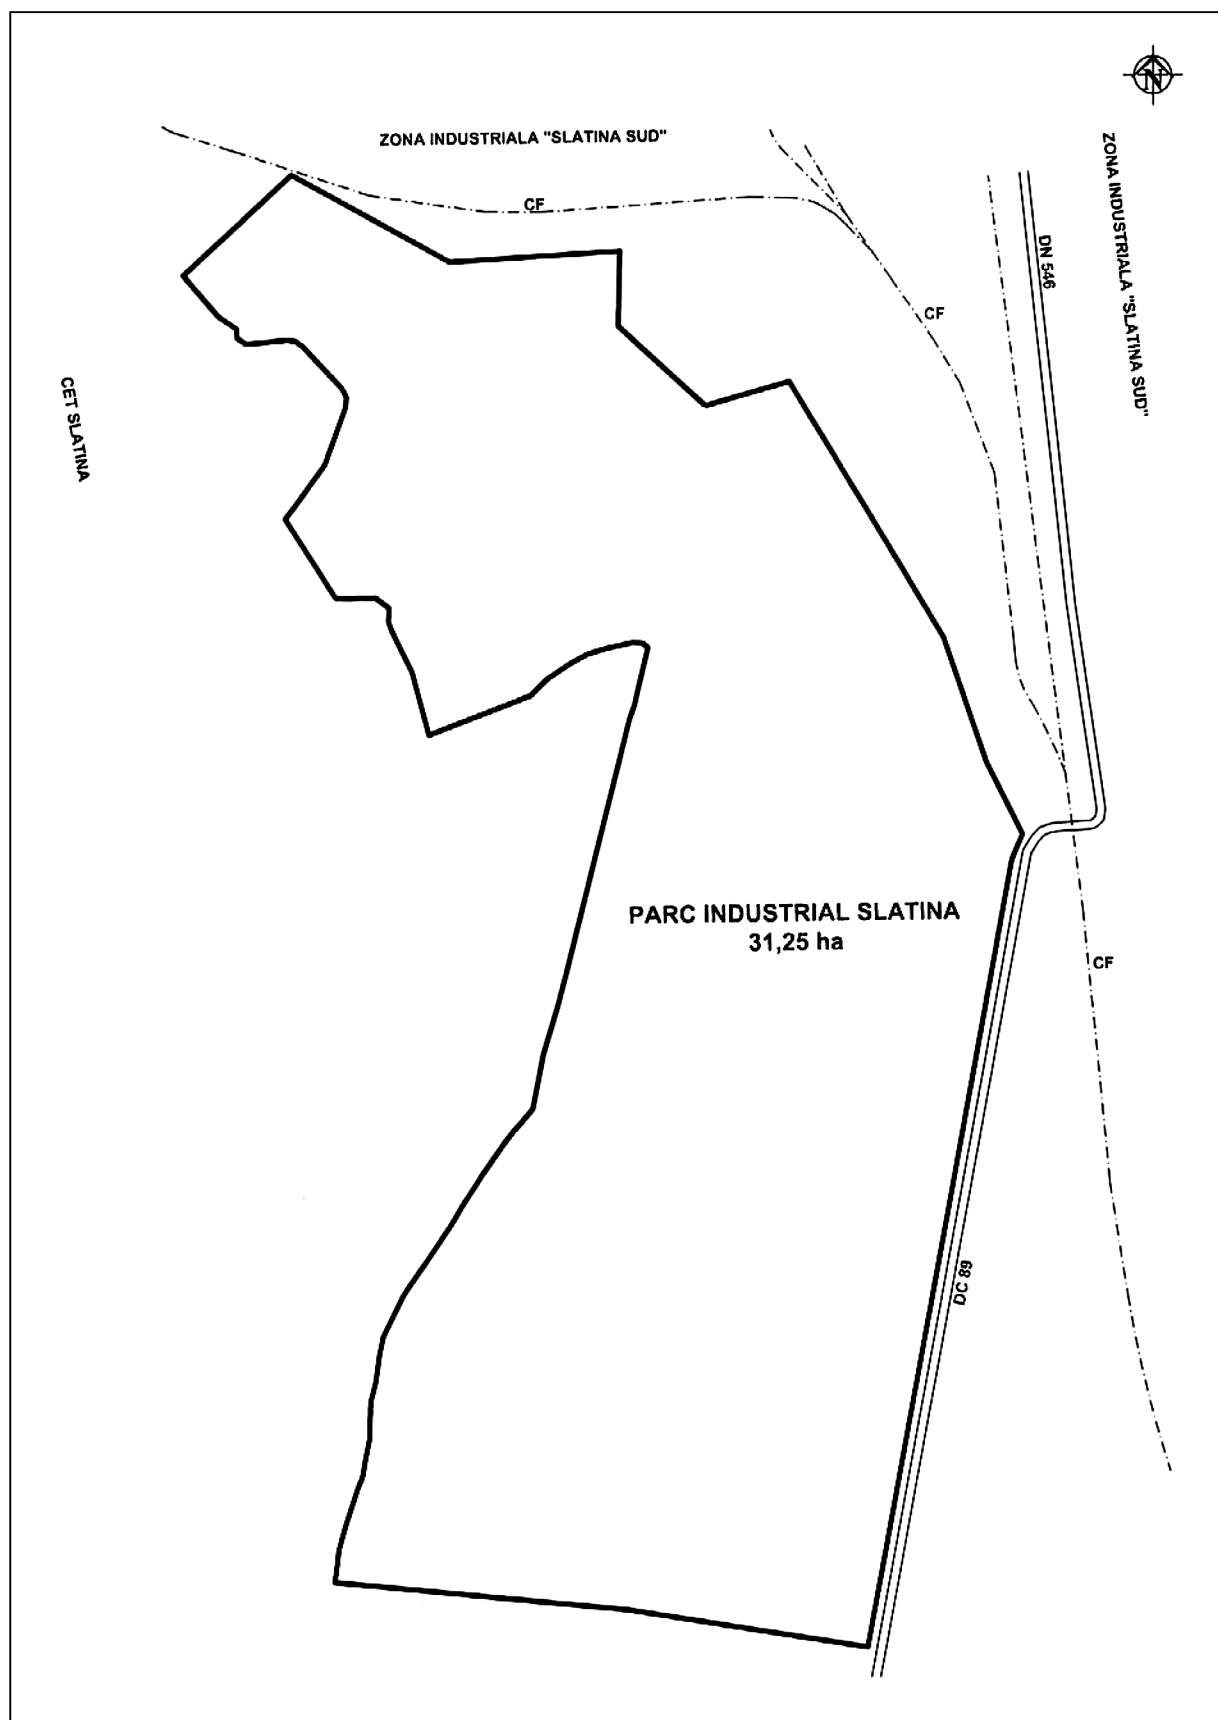 N
ZONA INDUSTRIALA "SLATINA SUD"
ZONA INDUSTRIALA "SLATINA SUD"
CF
DN 546
CF
CET SLATINA
PARC INDUSTRIAL SLATINA
31,25 ha
CF
DC 89